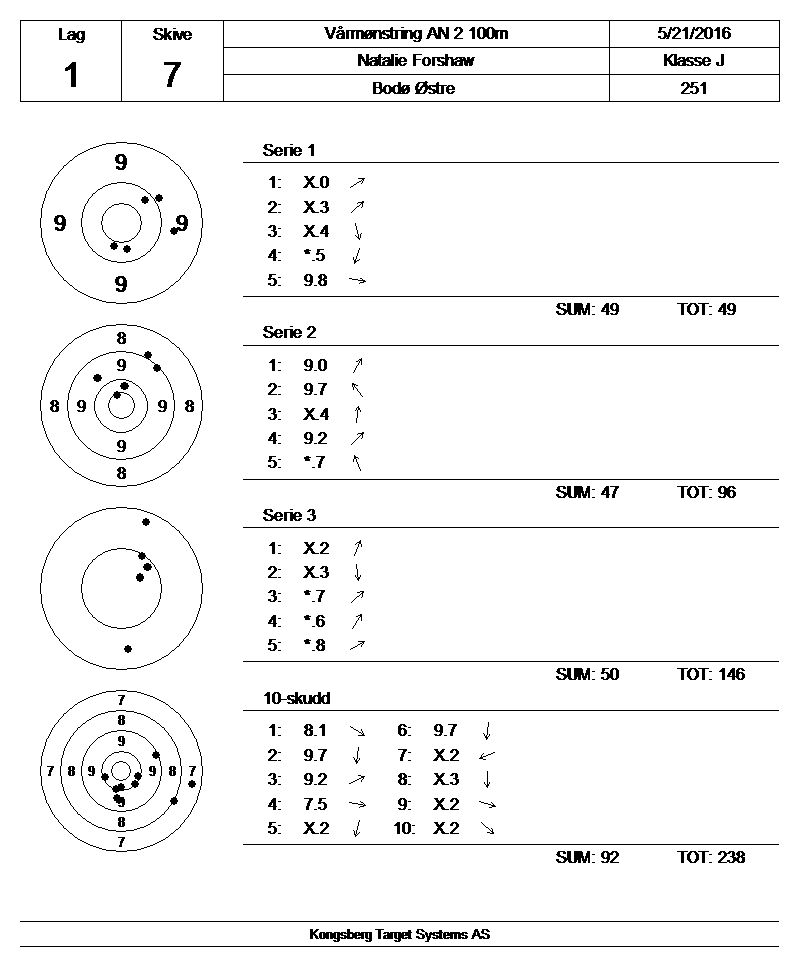 Lag Skive Vårmønstring AN 2 100m 5/21/2016
1 7 Natalie Forshaw Klasse J
Bodø Østre 251
Serie 1
9
9 9
9
1: X.0
2: X.3
3: X.4
4: *.5
5: 9.8
SUM: 49 TOT: 49
Serie 2
8
9
8 9 9 8
9
8
1: 9.0
2: 9.7
3: X.4
4: 9.2
5: *.7
SUM: 47 TOT: 96
Serie 3
1: X.2
2: X.3
3: *.7
4: *.6
5: *.8
SUM: 50 TOT: 146
10-skudd
7
8
9
7 8 9 9 8 7
9
8
7
1: 8.1 6: 9.7
2: 9.7 7: X.2
3: 9.2 8: X.3
4: 7.5 9: X.2
5: X.2 10: X.2
SUM: 92 TOT: 238
Kongsberg Target Systems AS